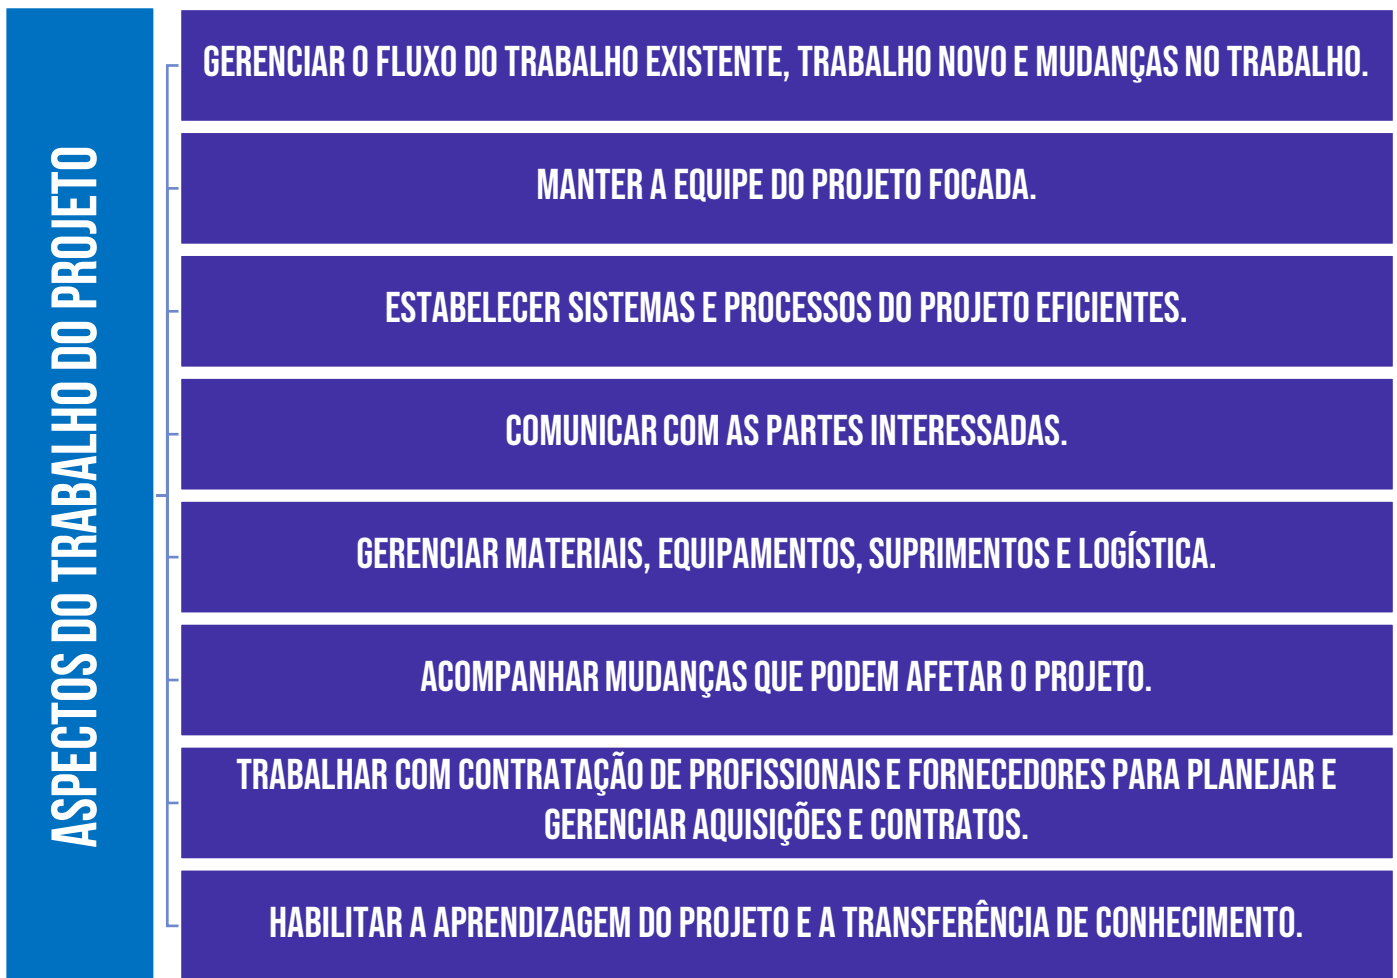 ASPECTOS DO TRABALHO DO PROJETO
GERENCIAR O FLUXO DO TRABALHO EXISTENTE, TRABALHO NOVO E MUDANÇAS NO TRABALHO.
MANTER A EQUIPE DO PROJETO FOCADA.
ESTABELECER SISTEMAS E PROCESSOS DO PROJETO EFICIENTES.
COMUNICAR COM AS PARTES INTERESSADAS.
GERENCIAR MATERIAIS, EQUIPAMENTOS, SUPRIMENTOS E LOGÍSTICA.
ACOMPANHAR MUDANÇAS QUE PODEM AFETAR O PROJETO.
TRABALHAR COM CONTRATAÇÃO DE PROFISSIONAIS E FORNECEDORES PARA PLANEJAR E
GERENCIAR AQUISIÇÕES E CONTRATOS.
HABILITAR A APRENDIZAGEM DO PROJETO E A TRANSFERÊNCIA DE CONHECIMENTO.